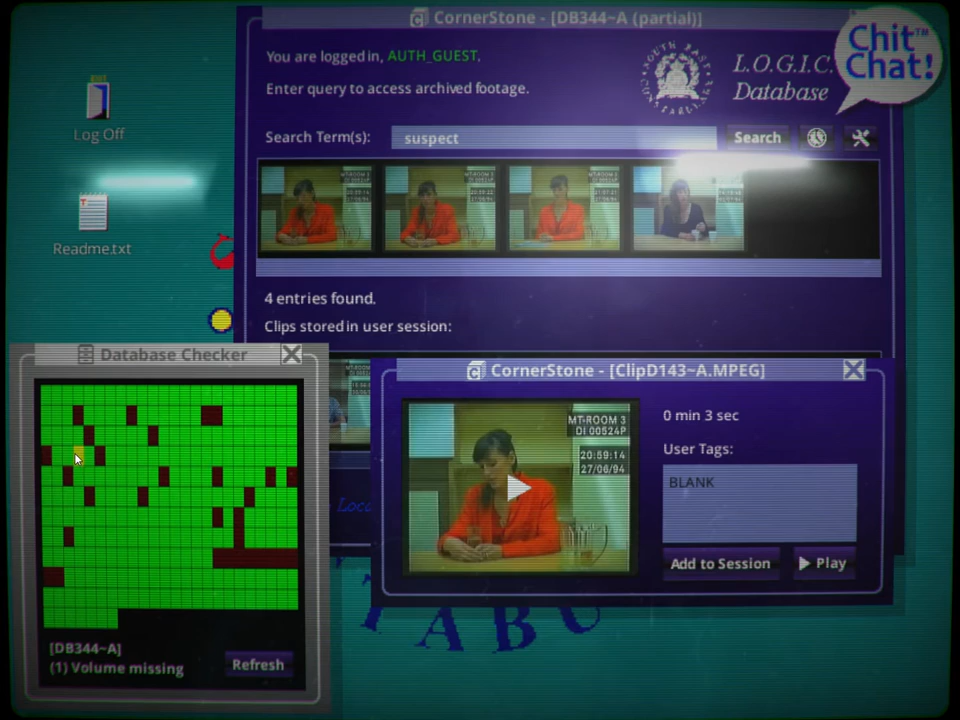 CornerStone - [DB344~A (partial)]
Chit Chat!™
You are logged in, AUTH_GUEST.
Enter query to access archived footage.
L.O.G.I.C.
Database
Search Term(s):
suspect
Search
Log Off
Readme.txt
4 entries found.
Clips stored in user session:
Database Checker
[DB344~A]
(1) Volume missing
Refresh
CornerStone - [ClipD143~A.MPEG]
MT-ROOM 3
DI 00524P
20:59:14
27/06/94
0 min 3 sec
User Tags:
BLANK
Add to Session
Play
Loca
TABU